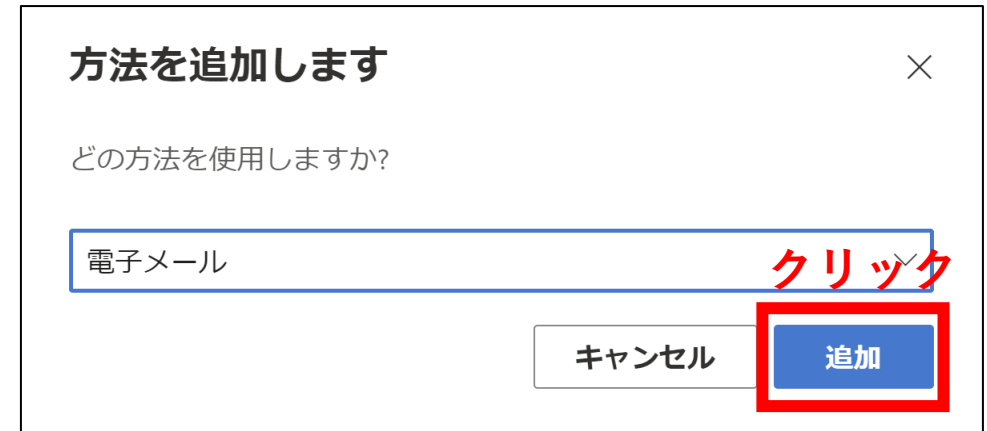 方法を追加します
どの方法を使用しますか?
電子メール
クリック
キャンセル
追加